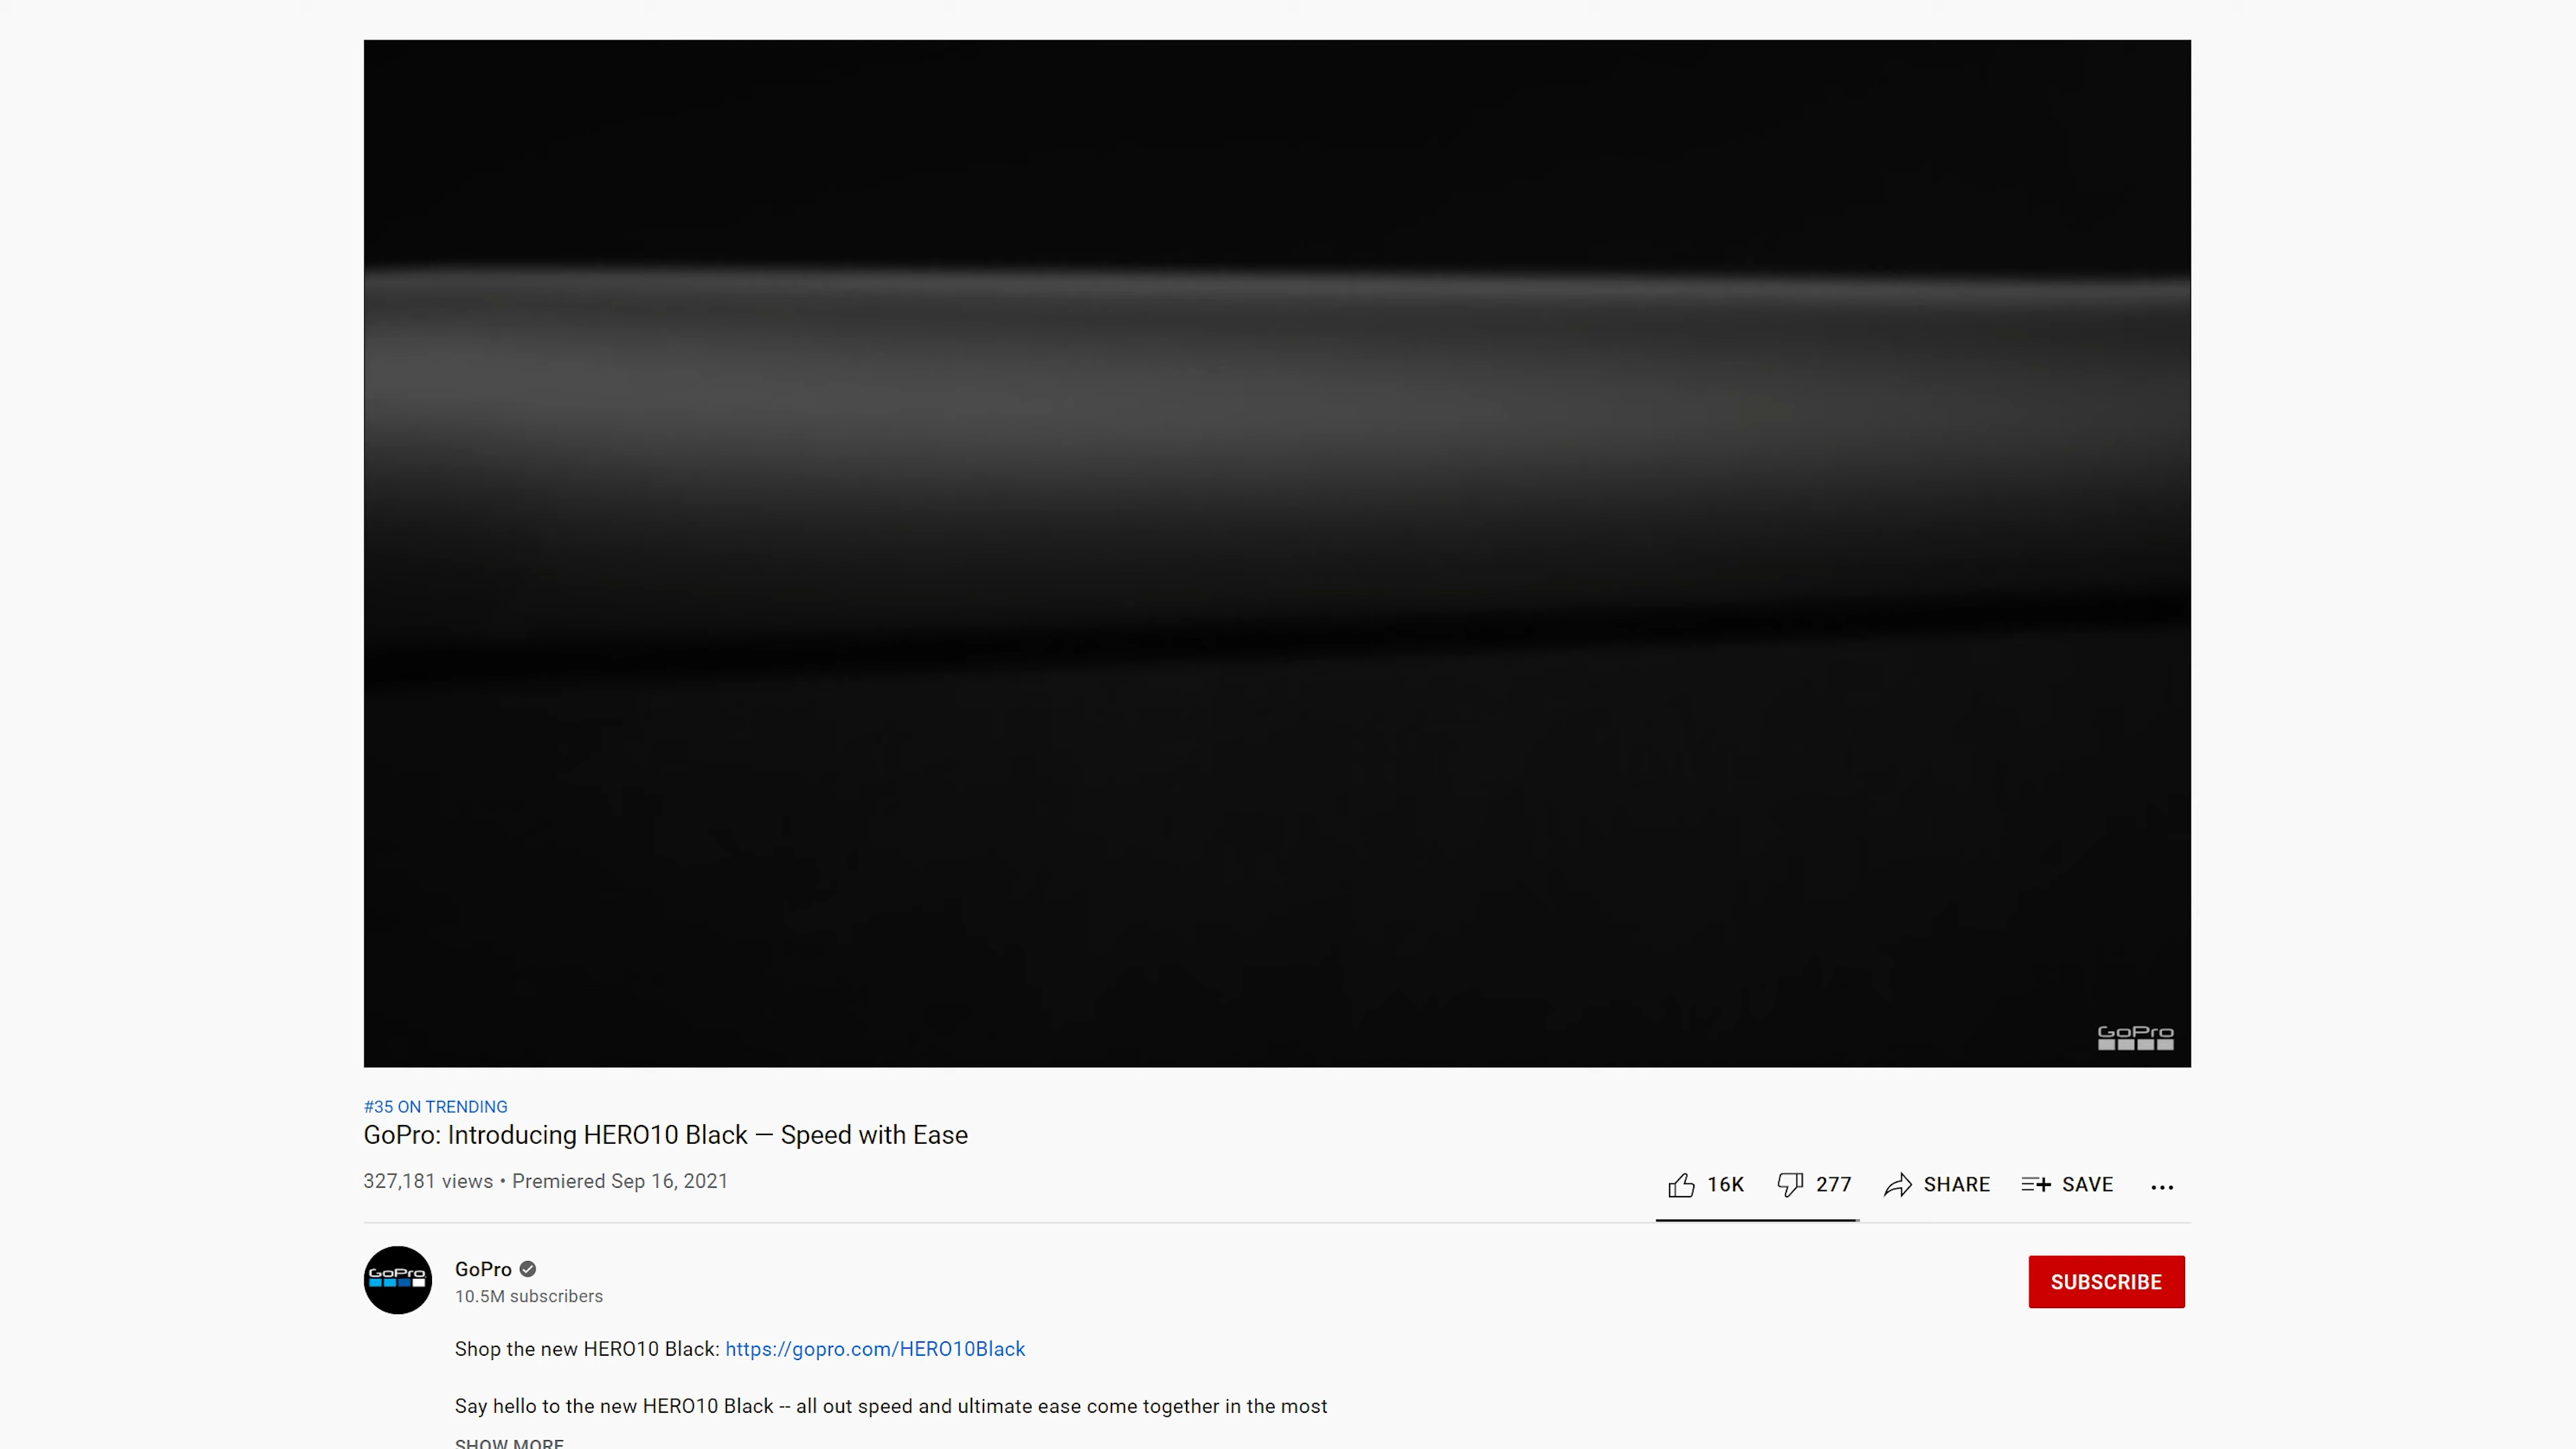 GoPro
#35 ON TRENDING
GoPro: Introducing HERO10 Black — Speed with Ease
327,181 views • Premiered Sep 16, 2021
16K 277 SHARE SAVE ...
GoPro
GoPro
10.5M subscribers
SUBSCRIBE
Shop the new HERO10 Black: https://gopro.com/HERO10Black
Say hello to the new HERO10 Black -- all out speed and ultimate ease come together in the most
SHOW MORE